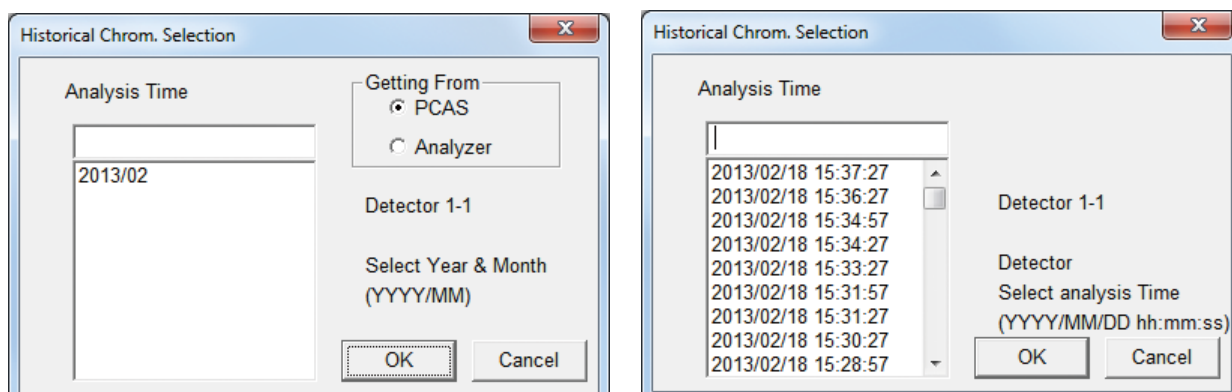 Historical Chrom. Selection
Analysis Time
Getting From
PCAS
Analyzer
2013/02
Detector 1-1
Select Year & Month
(YYYY/MM)
OK
Cancel
Historical Chrom. Selection
Analysis Time
2013/02/18 15:37:27
2013/02/18 15:36:27
2013/02/18 15:34:57
2013/02/18 15:34:27
2013/02/18 15:33:27
2013/02/18 15:31:57
2013/02/18 15:31:27
2013/02/18 15:30:27
2013/02/18 15:28:57
Detector 1-1
Detector
Select analysis Time
(YYYY/MM/DD hh:mm:ss)
OK
Cancel